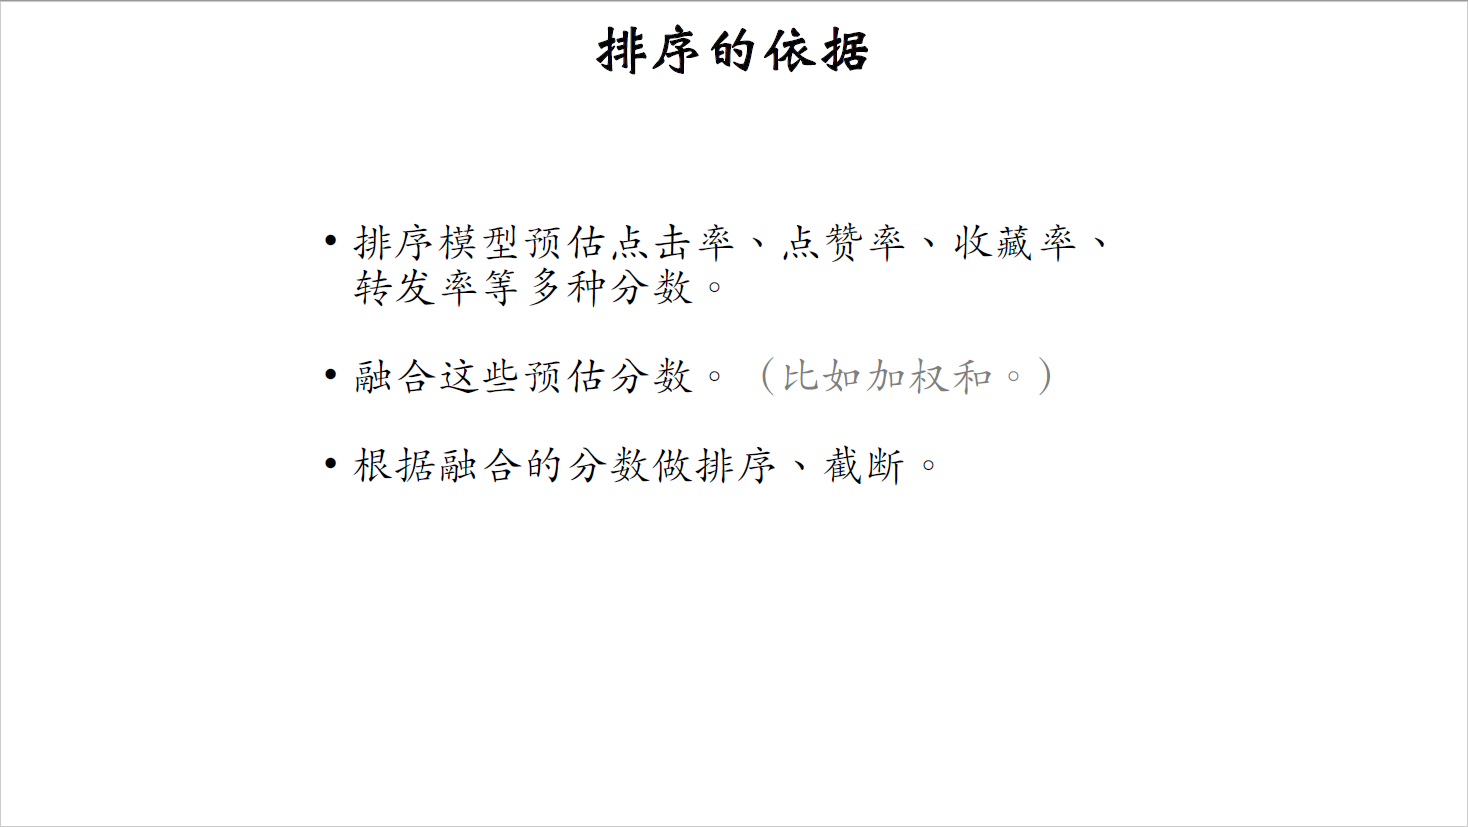 排序的依据
• 排序模型预估点击率、点赞率、收藏率、
转发率等多种分数。
• 融合这些预估分数。（比如加权和。）
• 根据融合的分数做排序、截断。